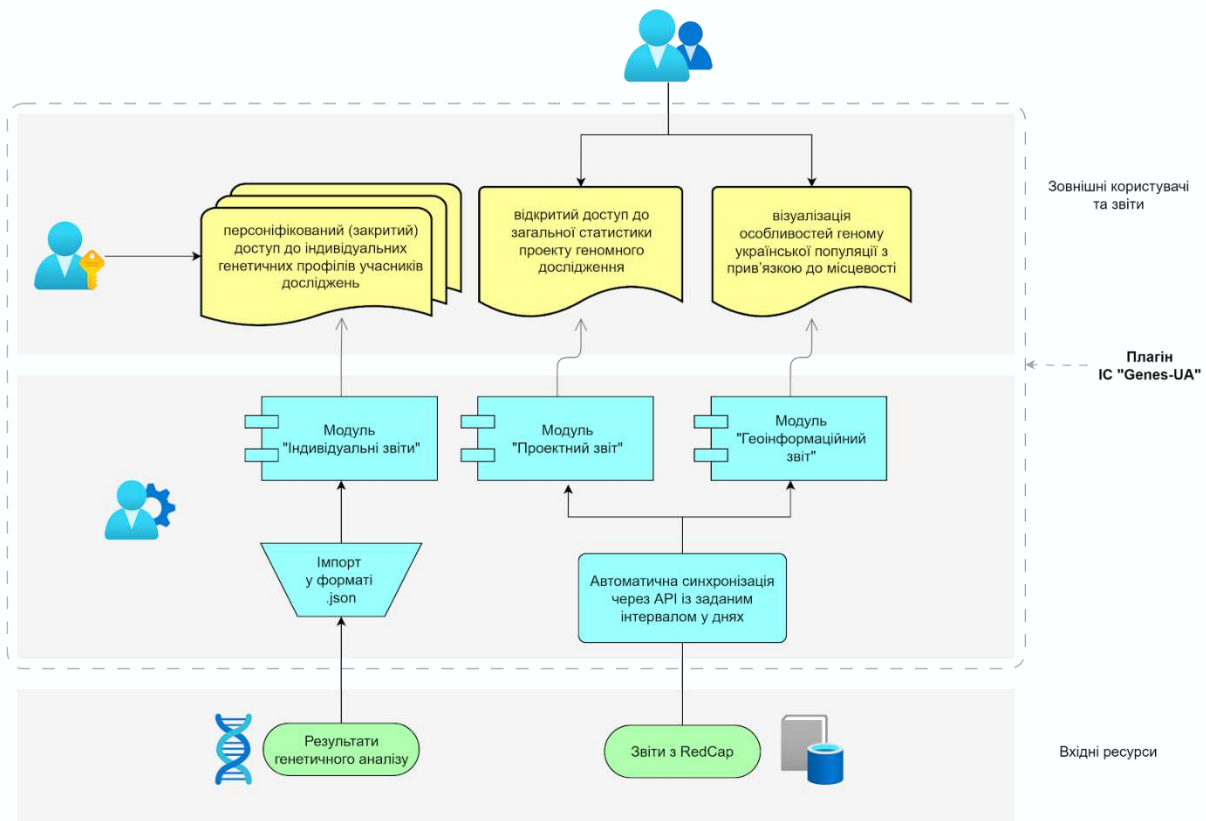 Зовнішні користувачі
та звіти
персоніфікований (закритий)
доступ до індивідуальних
генетичних профілів учасників
досліджень
відкритий доступ до
загальної статистики
проекту геномного
дослідження
візуалізація
особливостей геному
української популяції з
прив’язкою до місцевості
Плагін
ІС "Genes-UA"
Модуль
"Індивідуальні звіти"
Модуль
"Проектний звіт"
Модуль
"Геоінформаційний
звіт"
Імпорт
у форматі
.json
Автоматична синхронізація
через API із заданим
інтервалом у днях
Результати
генетичного аналізу
Звіти з RedCap
Вхідні ресурси